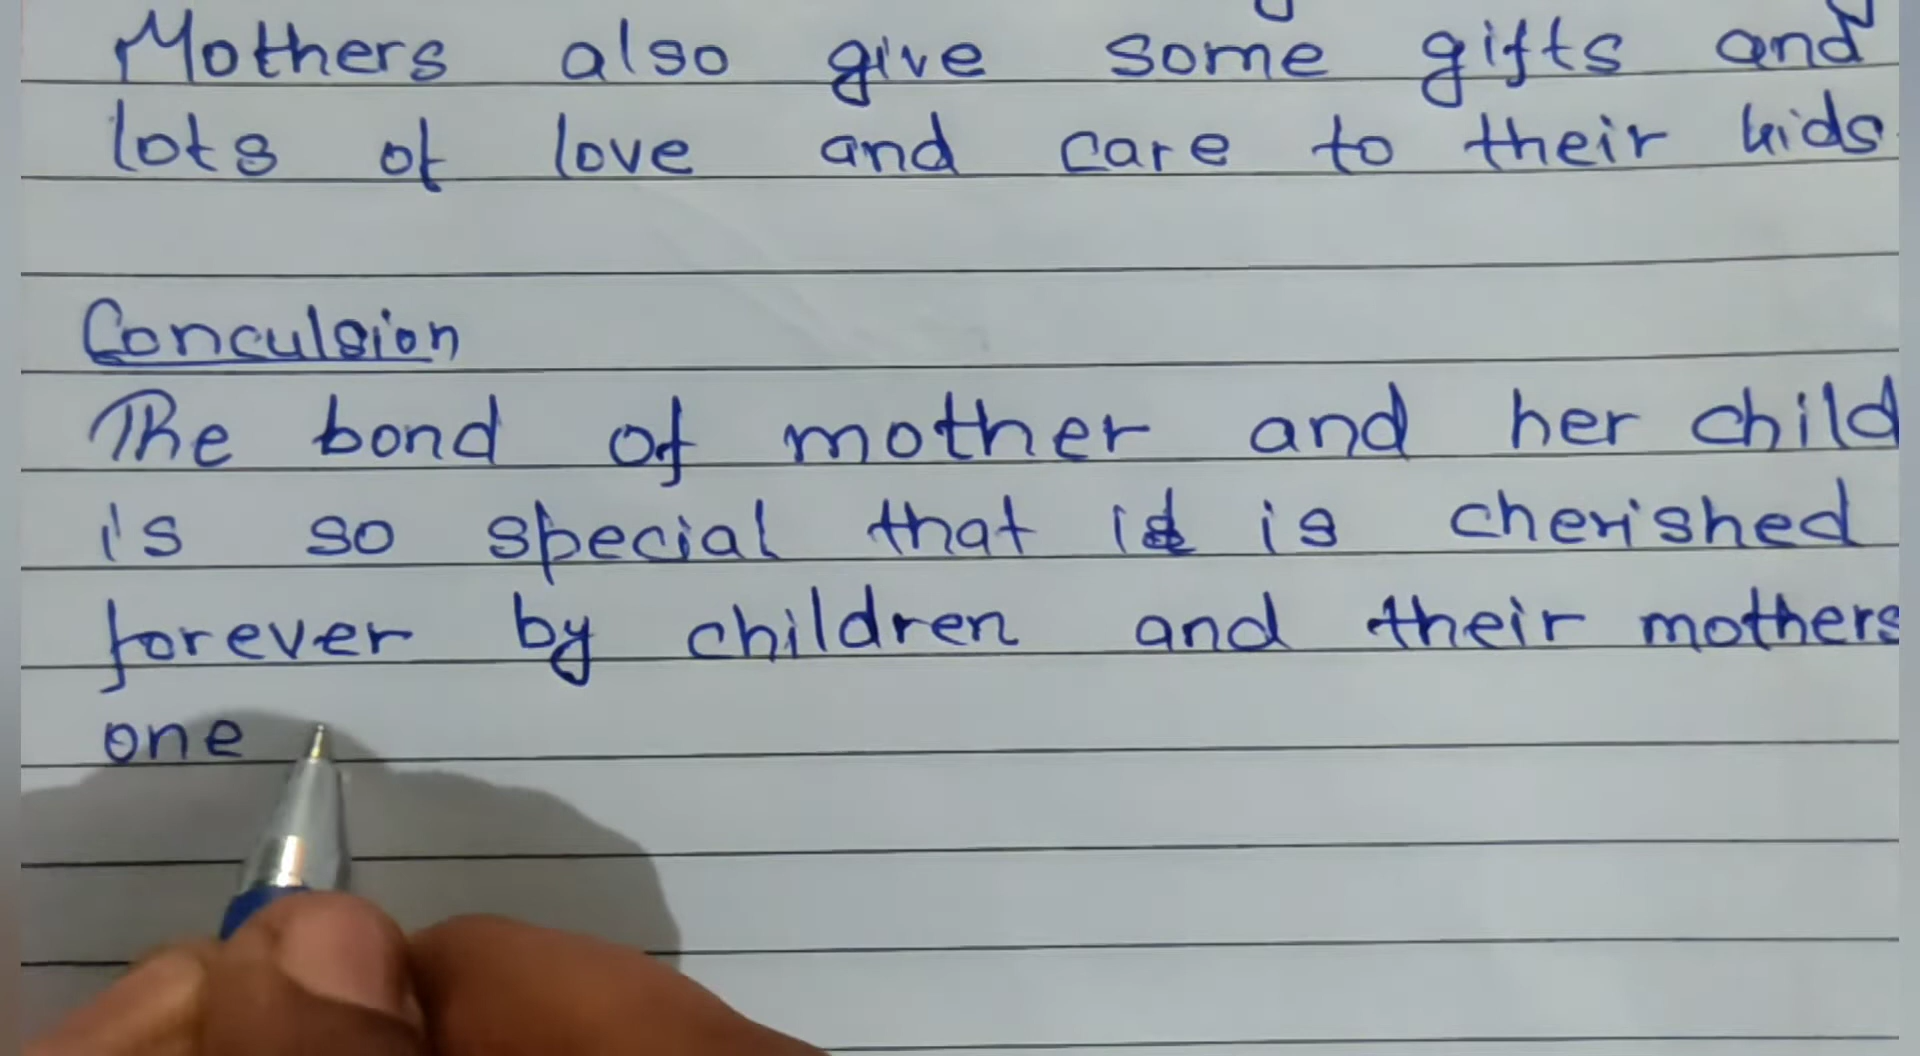 Mothers also give some gifts and
lots of love and care to their kids.
Conculsion
The bond of mother and her child
is so special that it is cherished
forever by children and their mothers
one